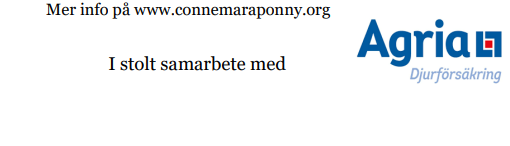 Mer info på www.connemaraponny.org
I stolt samarbete med
Agria
Djurförsäkring